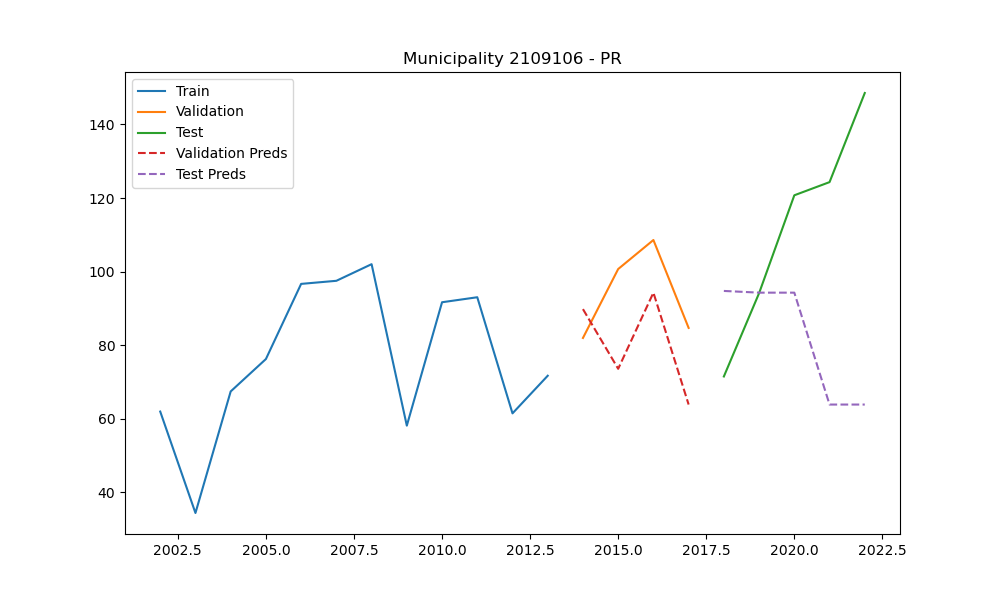 Municipality 2109106 - PR
Train
Validation
Test
Validation Preds
Test Preds
140
120
100
80
60
40
2002.5 2005.0 2007.5 2010.0 2012.5 2015.0 2017.5 2020.0 2022.5